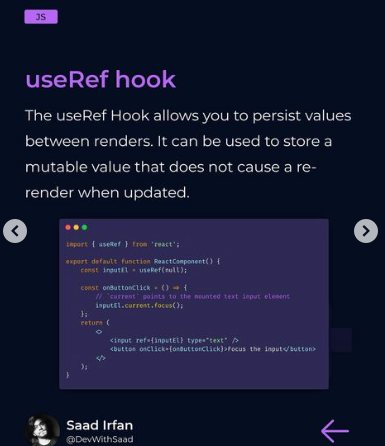 JS
useRef hook
The useRef Hook allows you to persist values
between renders. It can be used to store a
mutable value that does not cause a re-
render when updated.
import { useRef } from 'react';
export default function ReactComponent() {
const inputEl = useRef(null);
const onButtonClick = () => {
// `current` points to the mounted text input element
inputEl.current.focus();
};
return (
<>
<input ref={inputEl} type="text" />
<button onClick={onButtonClick}>Focus the input</button>
</>
);
}
Saad Irfan
@DevWithSaad